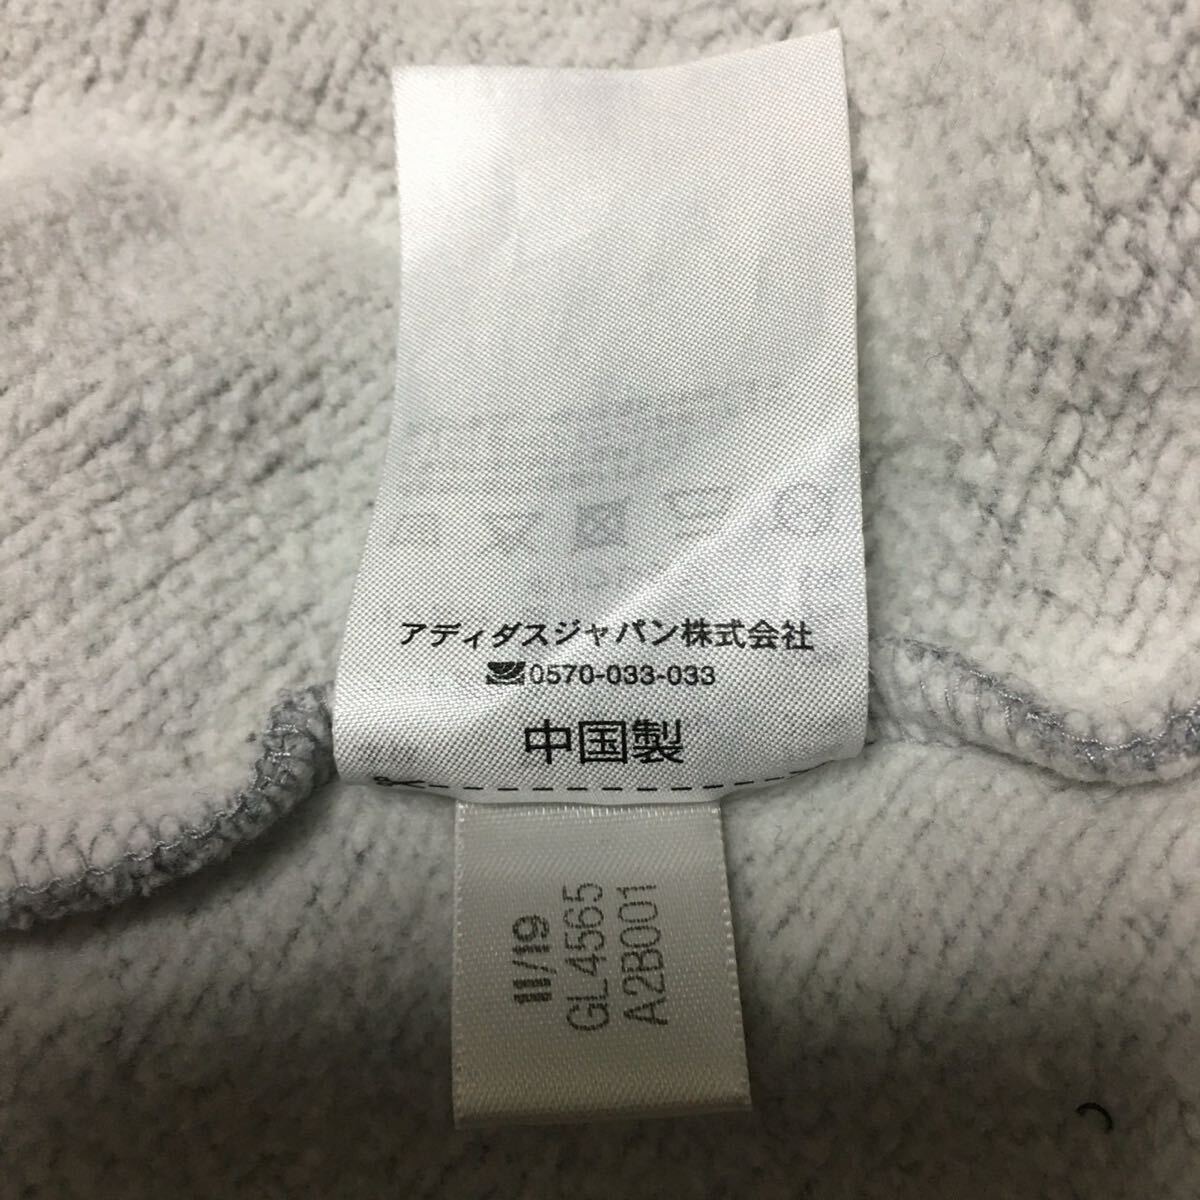 アディダスジャパン株式会社
0570-033-033
中国製
III/19
GL4565
A2B001